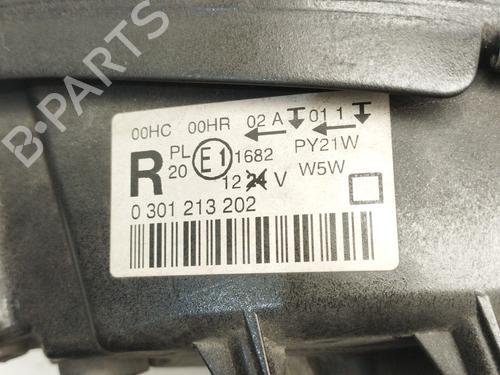 00HC 00HR 02 A 01 1
R PL 20 E1 1682 PY21W
12 24 V W5W
0 301 213 202
B-PARTS